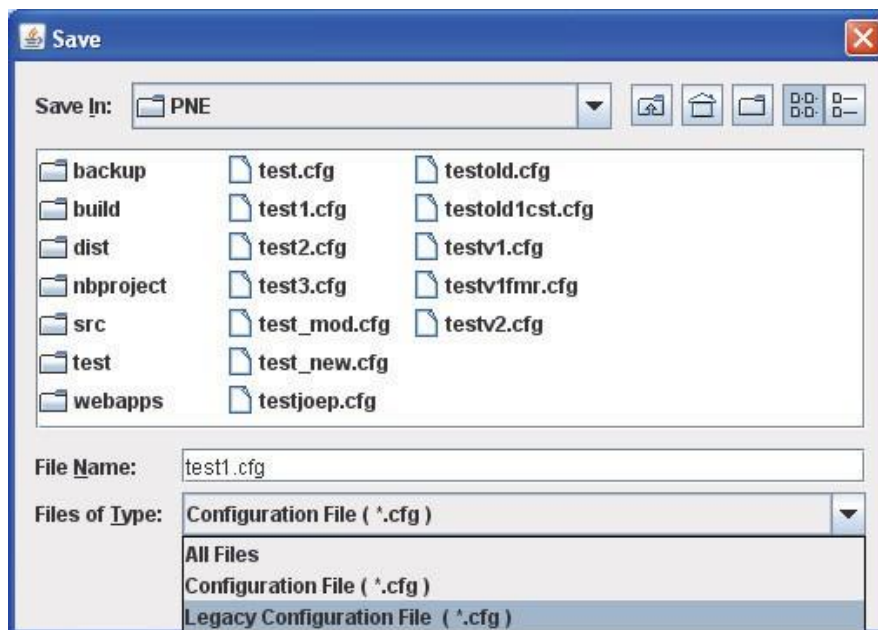 Save
Save In: PNE
backup test.cfg testold.cfg
build test1.cfg testold1cst.cfg
dist test2.cfg testv1.cfg
nbproject test3.cfg testv1fmr.cfg
src test_mod.cfg testv2.cfg
test test_new.cfg
webapps testjoep.cfg
File Name: test1.cfg
Files of Type: Configuration File ( *.cfg )
All Files
Configuration File ( *.cfg )
Legacy Configuration File ( *.cfg )